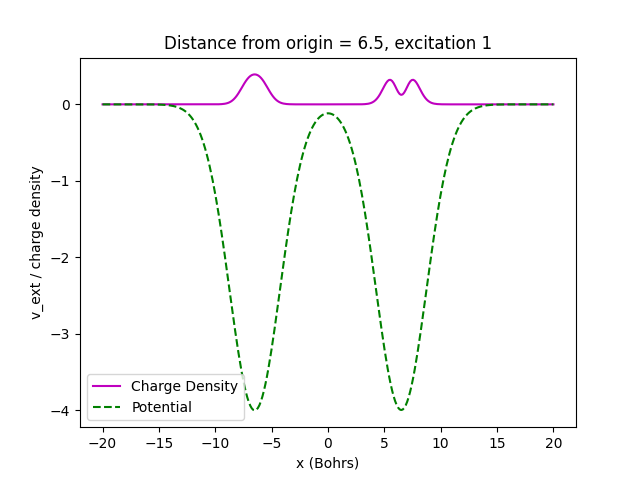 Distance from origin = 6.5, excitation 1
v_ext / charge density
0
−1
−2
−3
−4
Charge Density
Potential
−20 −15 −10 −5 0 5 10 15 20
x (Bohrs)